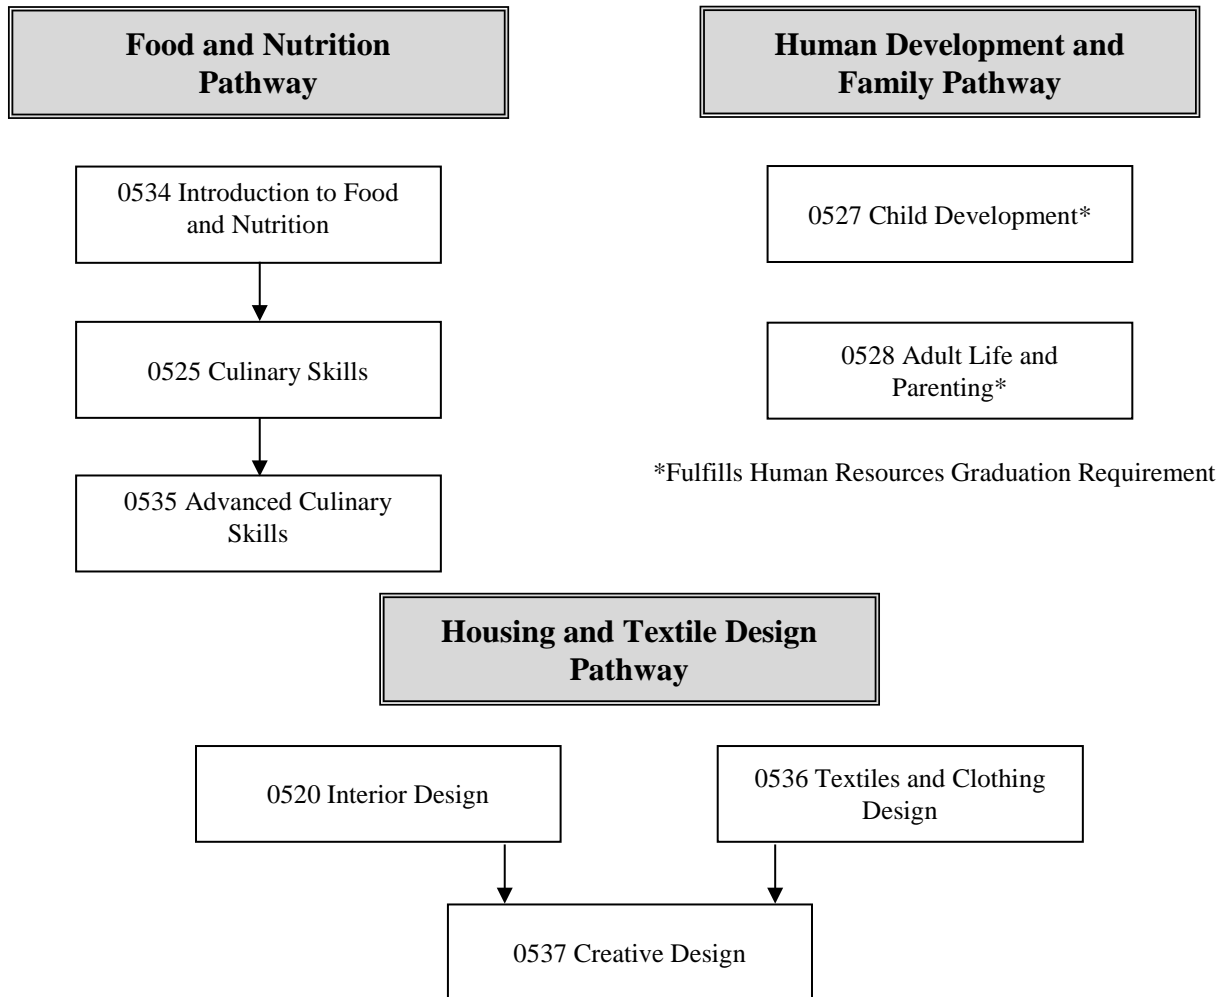 Food and Nutrition
Pathway
0534 Introduction to Food
and Nutrition
0525 Culinary Skills
0535 Advanced Culinary
Skills
Human Development and
Family Pathway
0527 Child Development*
0528 Adult Life and
Parenting*
*Fulfills Human Resources Graduation Requirement
Housing and Textile Design
Pathway
0520 Interior Design
0536 Textiles and Clothing
Design
0537 Creative Design